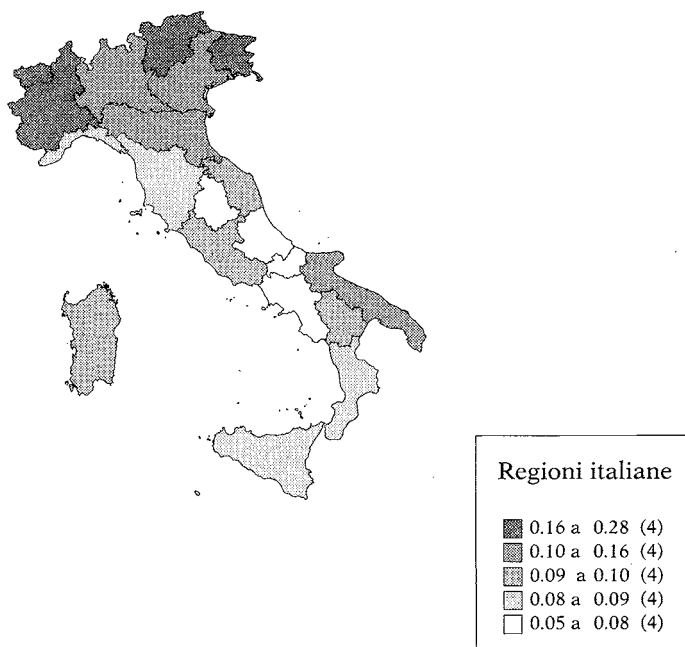 Regioni italiane
0.16 a 0.28 (4)
0.10 a 0.16 (4)
0.09 a 0.10 (4)
0.08 a 0.09 (4)
0.05 a 0.08 (4)